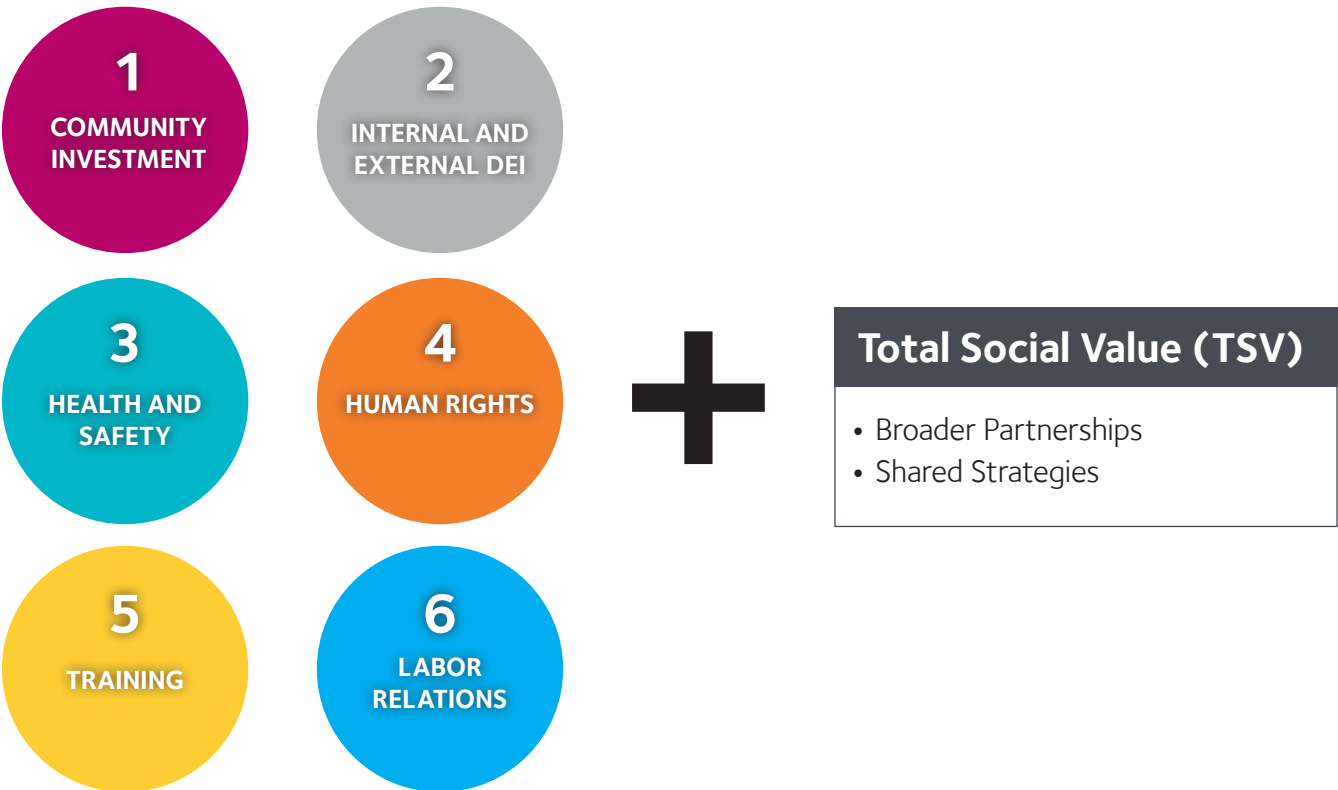 1
COMMUNITY
INVESTMENT
2
INTERNAL AND
EXTERNAL DEI
3
HEALTH AND
SAFETY
4
HUMAN RIGHTS
5
TRAINING
6
LABOR
RELATIONS
+
Total Social Value (TSV)
• Broader Partnerships
• Shared Strategies